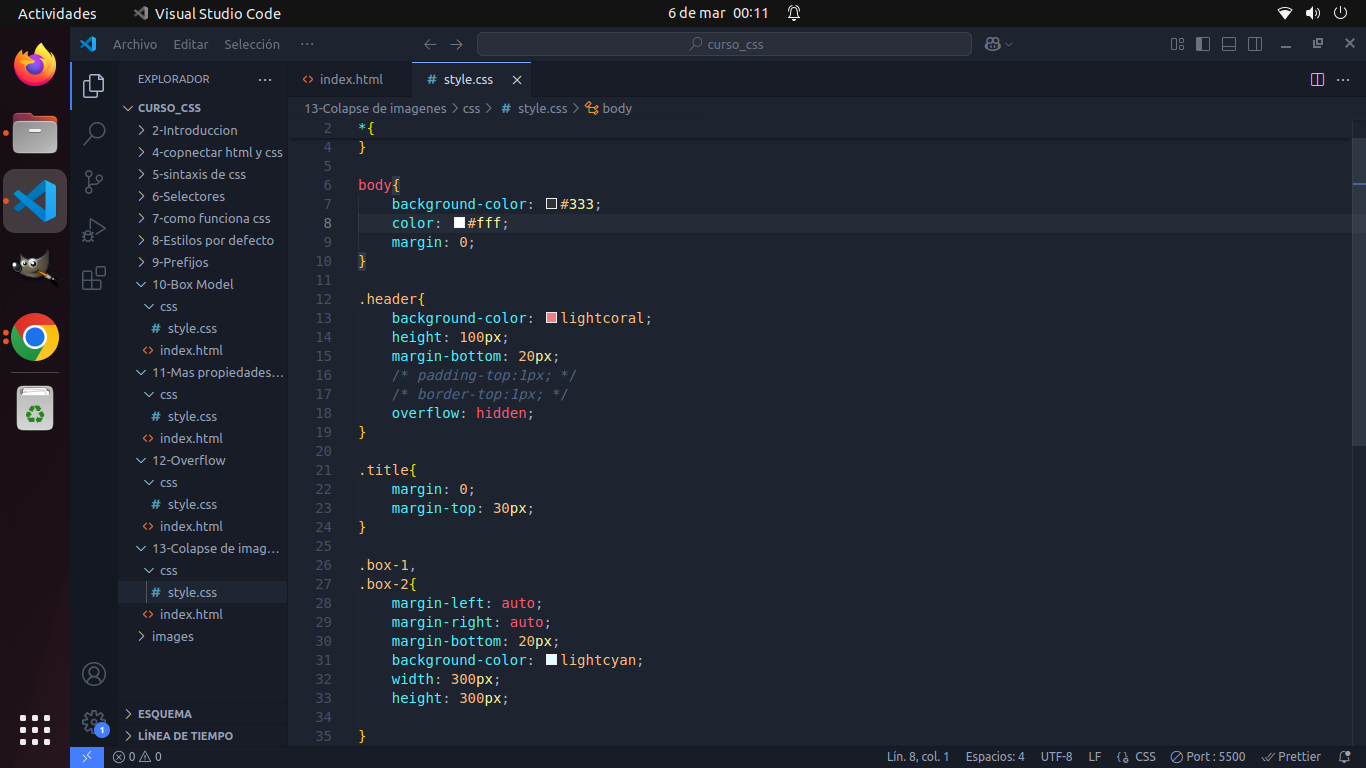 Actividades
Visual Studio Code
6 de mar 00:11
Archivo Editar Selección ···
curso_css
EXPLORADOR ···
CURSO_CSS
2-Introduccion
4-copnectar html y css
5-sintaxis de css
6-Selectores
7-como funciona css
8-Estilos por defecto
9-Prefijos
10-Box Model
css
# style.css
<> index.html
11-Mas propiedades...
css
# style.css
<> index.html
12-Overflow
css
# style.css
<> index.html
13-Colapse de imag...
css
# style.css
<> index.html
images
ESQUEMA
LÍNEA DE TIEMPO
1
<> index.html
# style.css ×
···
13-Colapse de imagenes > css > # style.css > body
2 *{
4 }
5
6 body{
7     background-color: #333;
8     color: #fff;
9     margin: 0;
10 }
11
12 .header{
13     background-color: lightcoral;
14     height: 100px;
15     margin-bottom: 20px;
16     /* padding-top:1px; */
17     /* border-top:1px; */
18     overflow: hidden;
19 }
20
21 .title{
22     margin: 0;
23     margin-top: 30px;
24 }
25
26 .box-1,
27 .box-2{
28     margin-left: auto;
29     margin-right: auto;
30     margin-bottom: 20px;
31     background-color: lightcyan;
32     width: 300px;
33     height: 300px;
34
35 }
0 0
Lín. 8, col. 1 Espacios: 4 UTF-8 LF {} CSS Port : 5500 Prettier